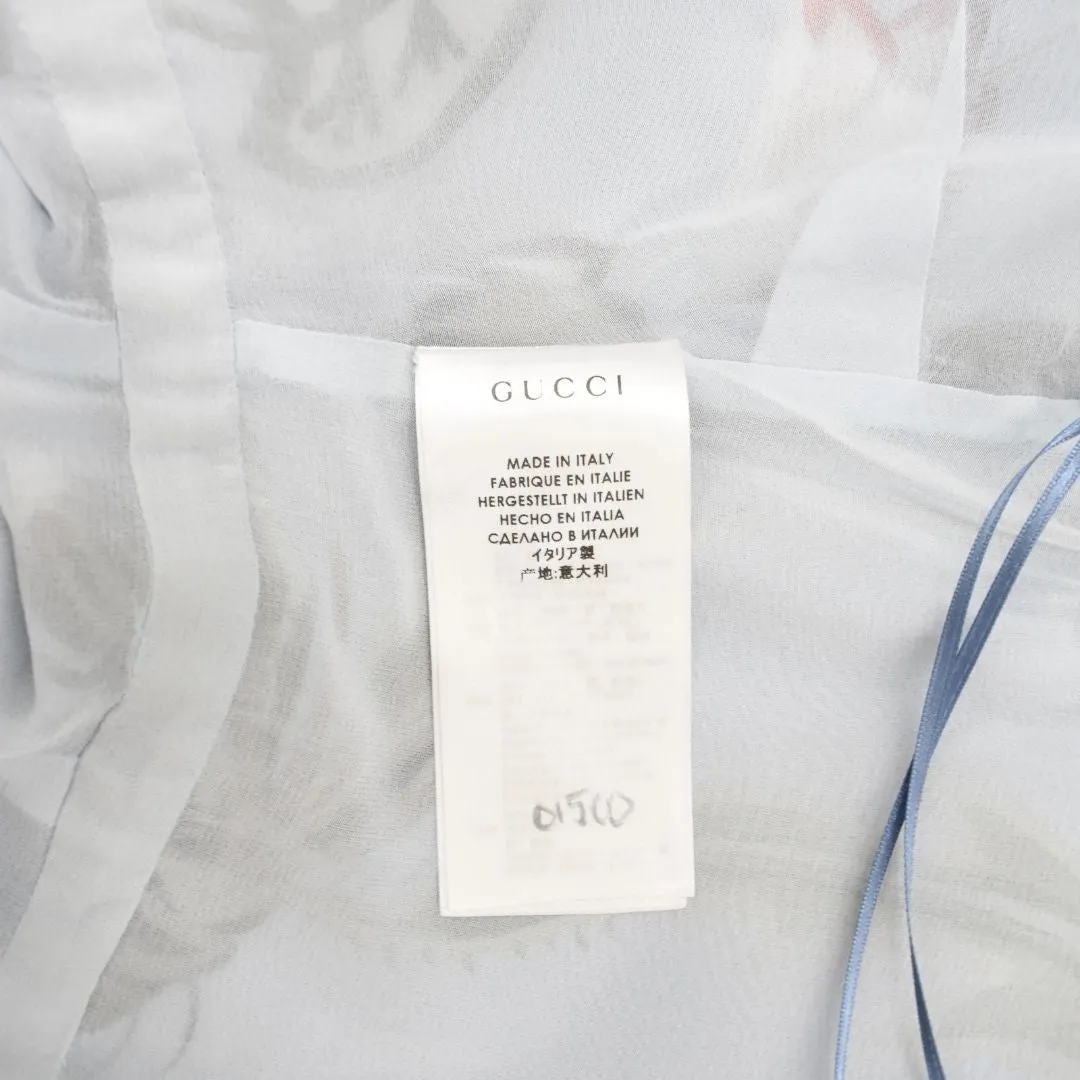 GUCCI
MADE IN ITALY
FABRIQUE EN ITALIE
HERGESTELLT IN ITALIEN
HECHO EN ITALIA
СДЕЛАНО В ИТАЛИИ
イタリア製
产地:意大利